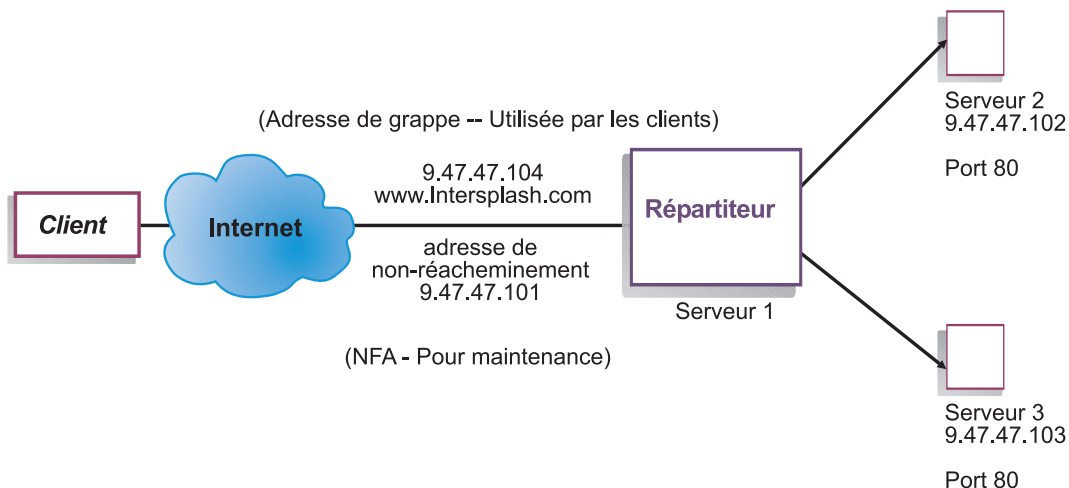 (Adresse de grappe -- Utilisée par les clients)
9.47.47.104
www.Intersplash.com
Client
Internet
adresse de
non-réacheminement
9.47.47.101
(NFA - Pour maintenance)
Répartiteur
Serveur 1
Serveur 2
9.47.47.102
Port 80
Serveur 3
9.47.47.103
Port 80